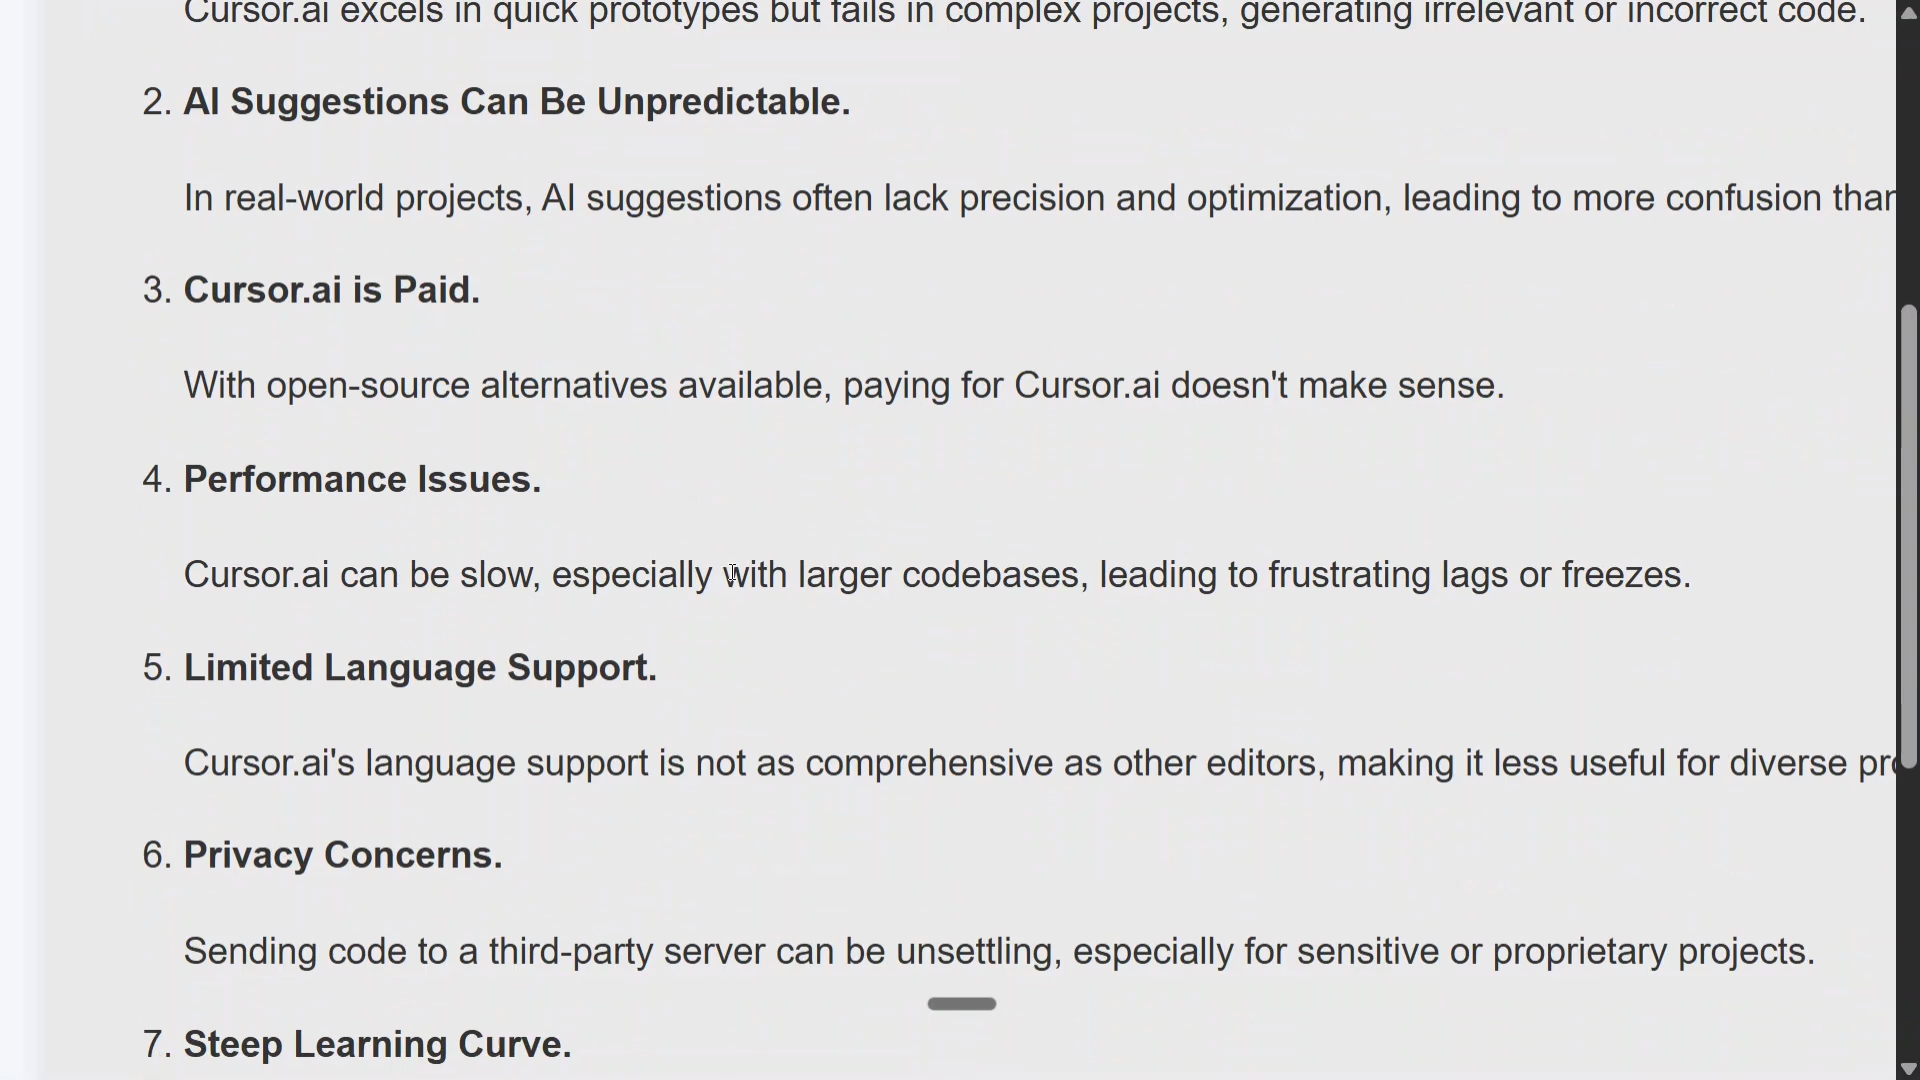 Cursor.ai excels in quick prototypes but fails in complex projects, generating irrelevant or incorrect code.
2. AI Suggestions Can Be Unpredictable.
In real-world projects, AI suggestions often lack precision and optimization, leading to more confusion than
3. Cursor.ai is Paid.
With open-source alternatives available, paying for Cursor.ai doesn't make sense.
4. Performance Issues.
Cursor.ai can be slow, especially with larger codebases, leading to frustrating lags or freezes.
5. Limited Language Support.
Cursor.ai's language support is not as comprehensive as other editors, making it less useful for diverse
6. Privacy Concerns.
Sending code to a third-party server can be unsettling, especially for sensitive or proprietary projects.
7. Steep Learning Curve.